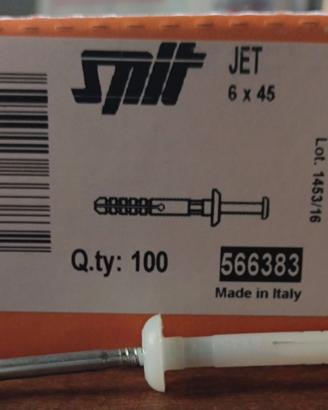 SPIT
JET
6 x 45
Lot. 1453/16
Q.ty: 100
566383
Made in Italy